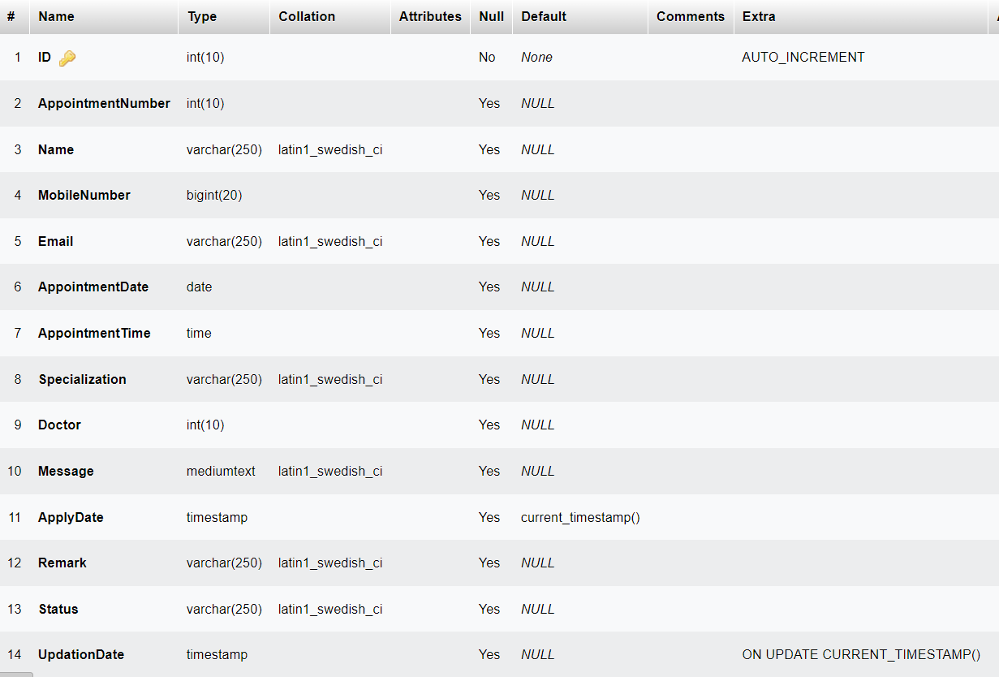 # Name Type Collation Attributes Null Default Comments Extra
1 ID int(10) No None AUTO_INCREMENT
2 AppointmentNumber int(10) Yes NULL
3 Name varchar(250) latin1_swedish_ci Yes NULL
4 MobileNumber bigint(20) Yes NULL
5 Email varchar(250) latin1_swedish_ci Yes NULL
6 AppointmentDate date Yes NULL
7 AppointmentTime time Yes NULL
8 Specialization varchar(250) latin1_swedish_ci Yes NULL
9 Doctor int(10) Yes NULL
10 Message mediumtext latin1_swedish_ci Yes NULL
11 ApplyDate timestamp Yes current_timestamp()
12 Remark varchar(250) latin1_swedish_ci Yes NULL
13 Status varchar(250) latin1_swedish_ci Yes NULL
14 UpdationDate timestamp Yes NULL ON UPDATE CURRENT_TIMESTAMP()